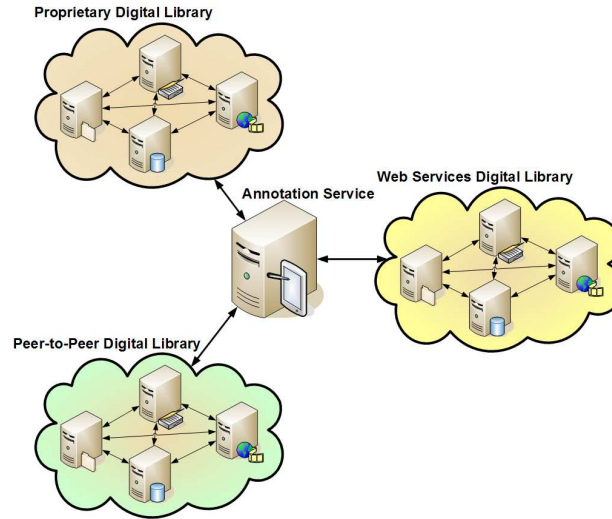 Proprietary Digital Library
Annotation Service
Web Services Digital Library
Peer-to-Peer Digital Library